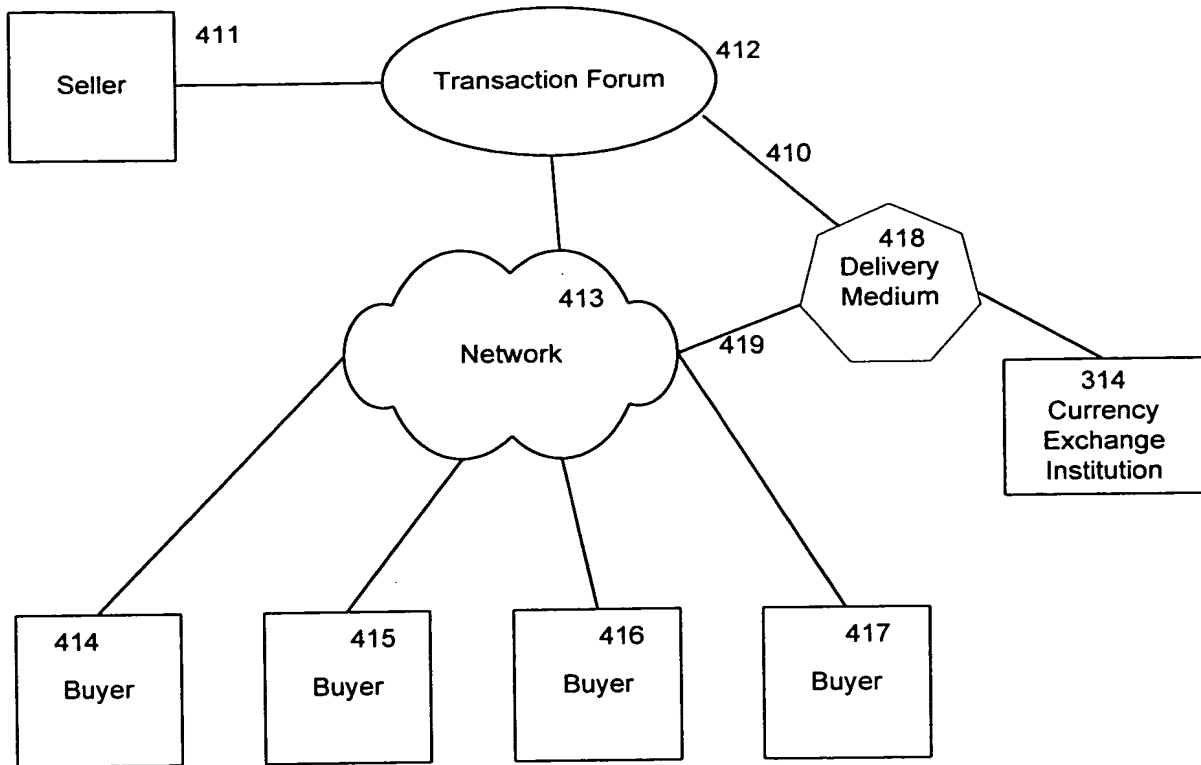 411
Seller
412
Transaction Forum
410
418
Delivery
Medium
413
Network
419
314
Currency
Exchange
Institution
414
Buyer
415
Buyer
416
Buyer
417
Buyer